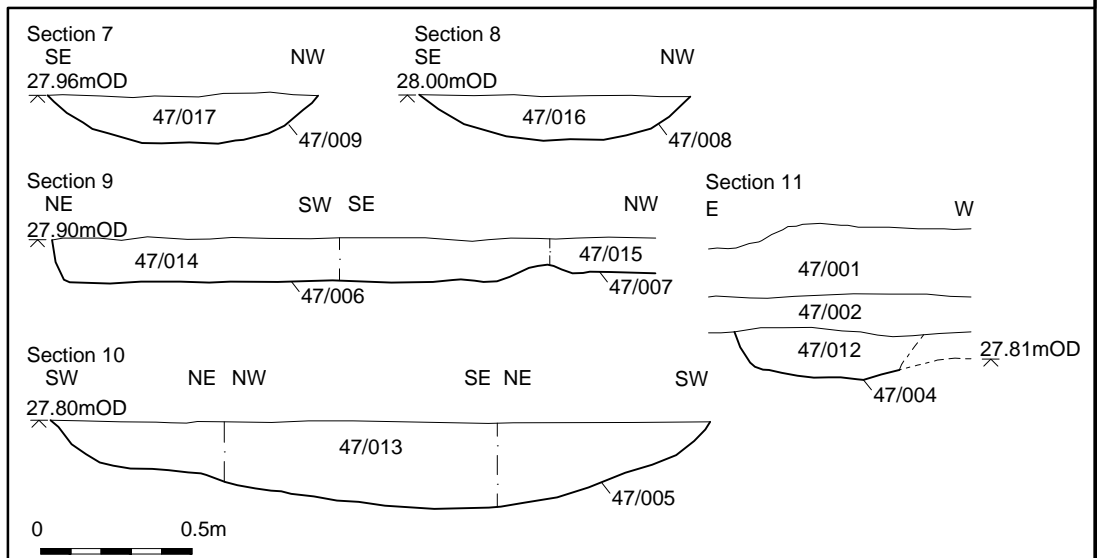 Section 7
SE NW
27.96mOD
47/017
47/009
Section 8
SE NW
28.00mOD
47/016
47/008
Section 9
NE SW SE NW
27.90mOD
47/014
47/015
47/006
47/007
Section 11
E W
47/001
47/002
47/012
27.81mOD
47/004
Section 10
SW NE NW SE NE SW
27.80mOD
47/013
47/005
0 0.5m